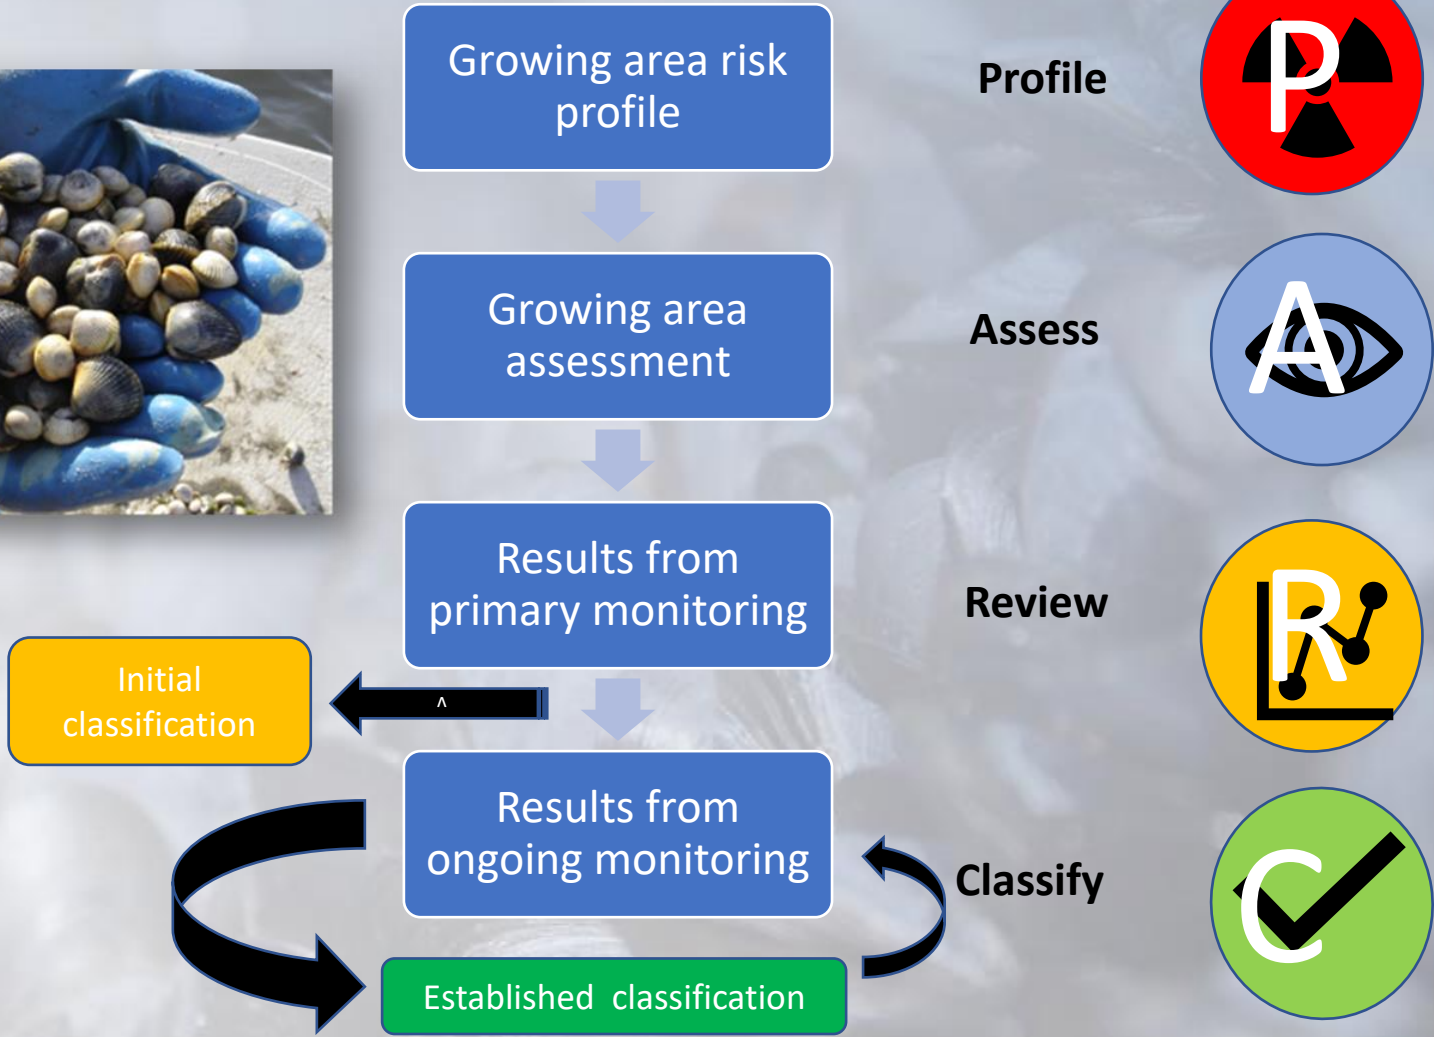 Growing area risk
profile
Profile
P
Growing area
assessment
Assess
A
Results from
primary monitoring
Review
R
Initial
classification
^
Results from
ongoing monitoring
Classify
C
Established classification